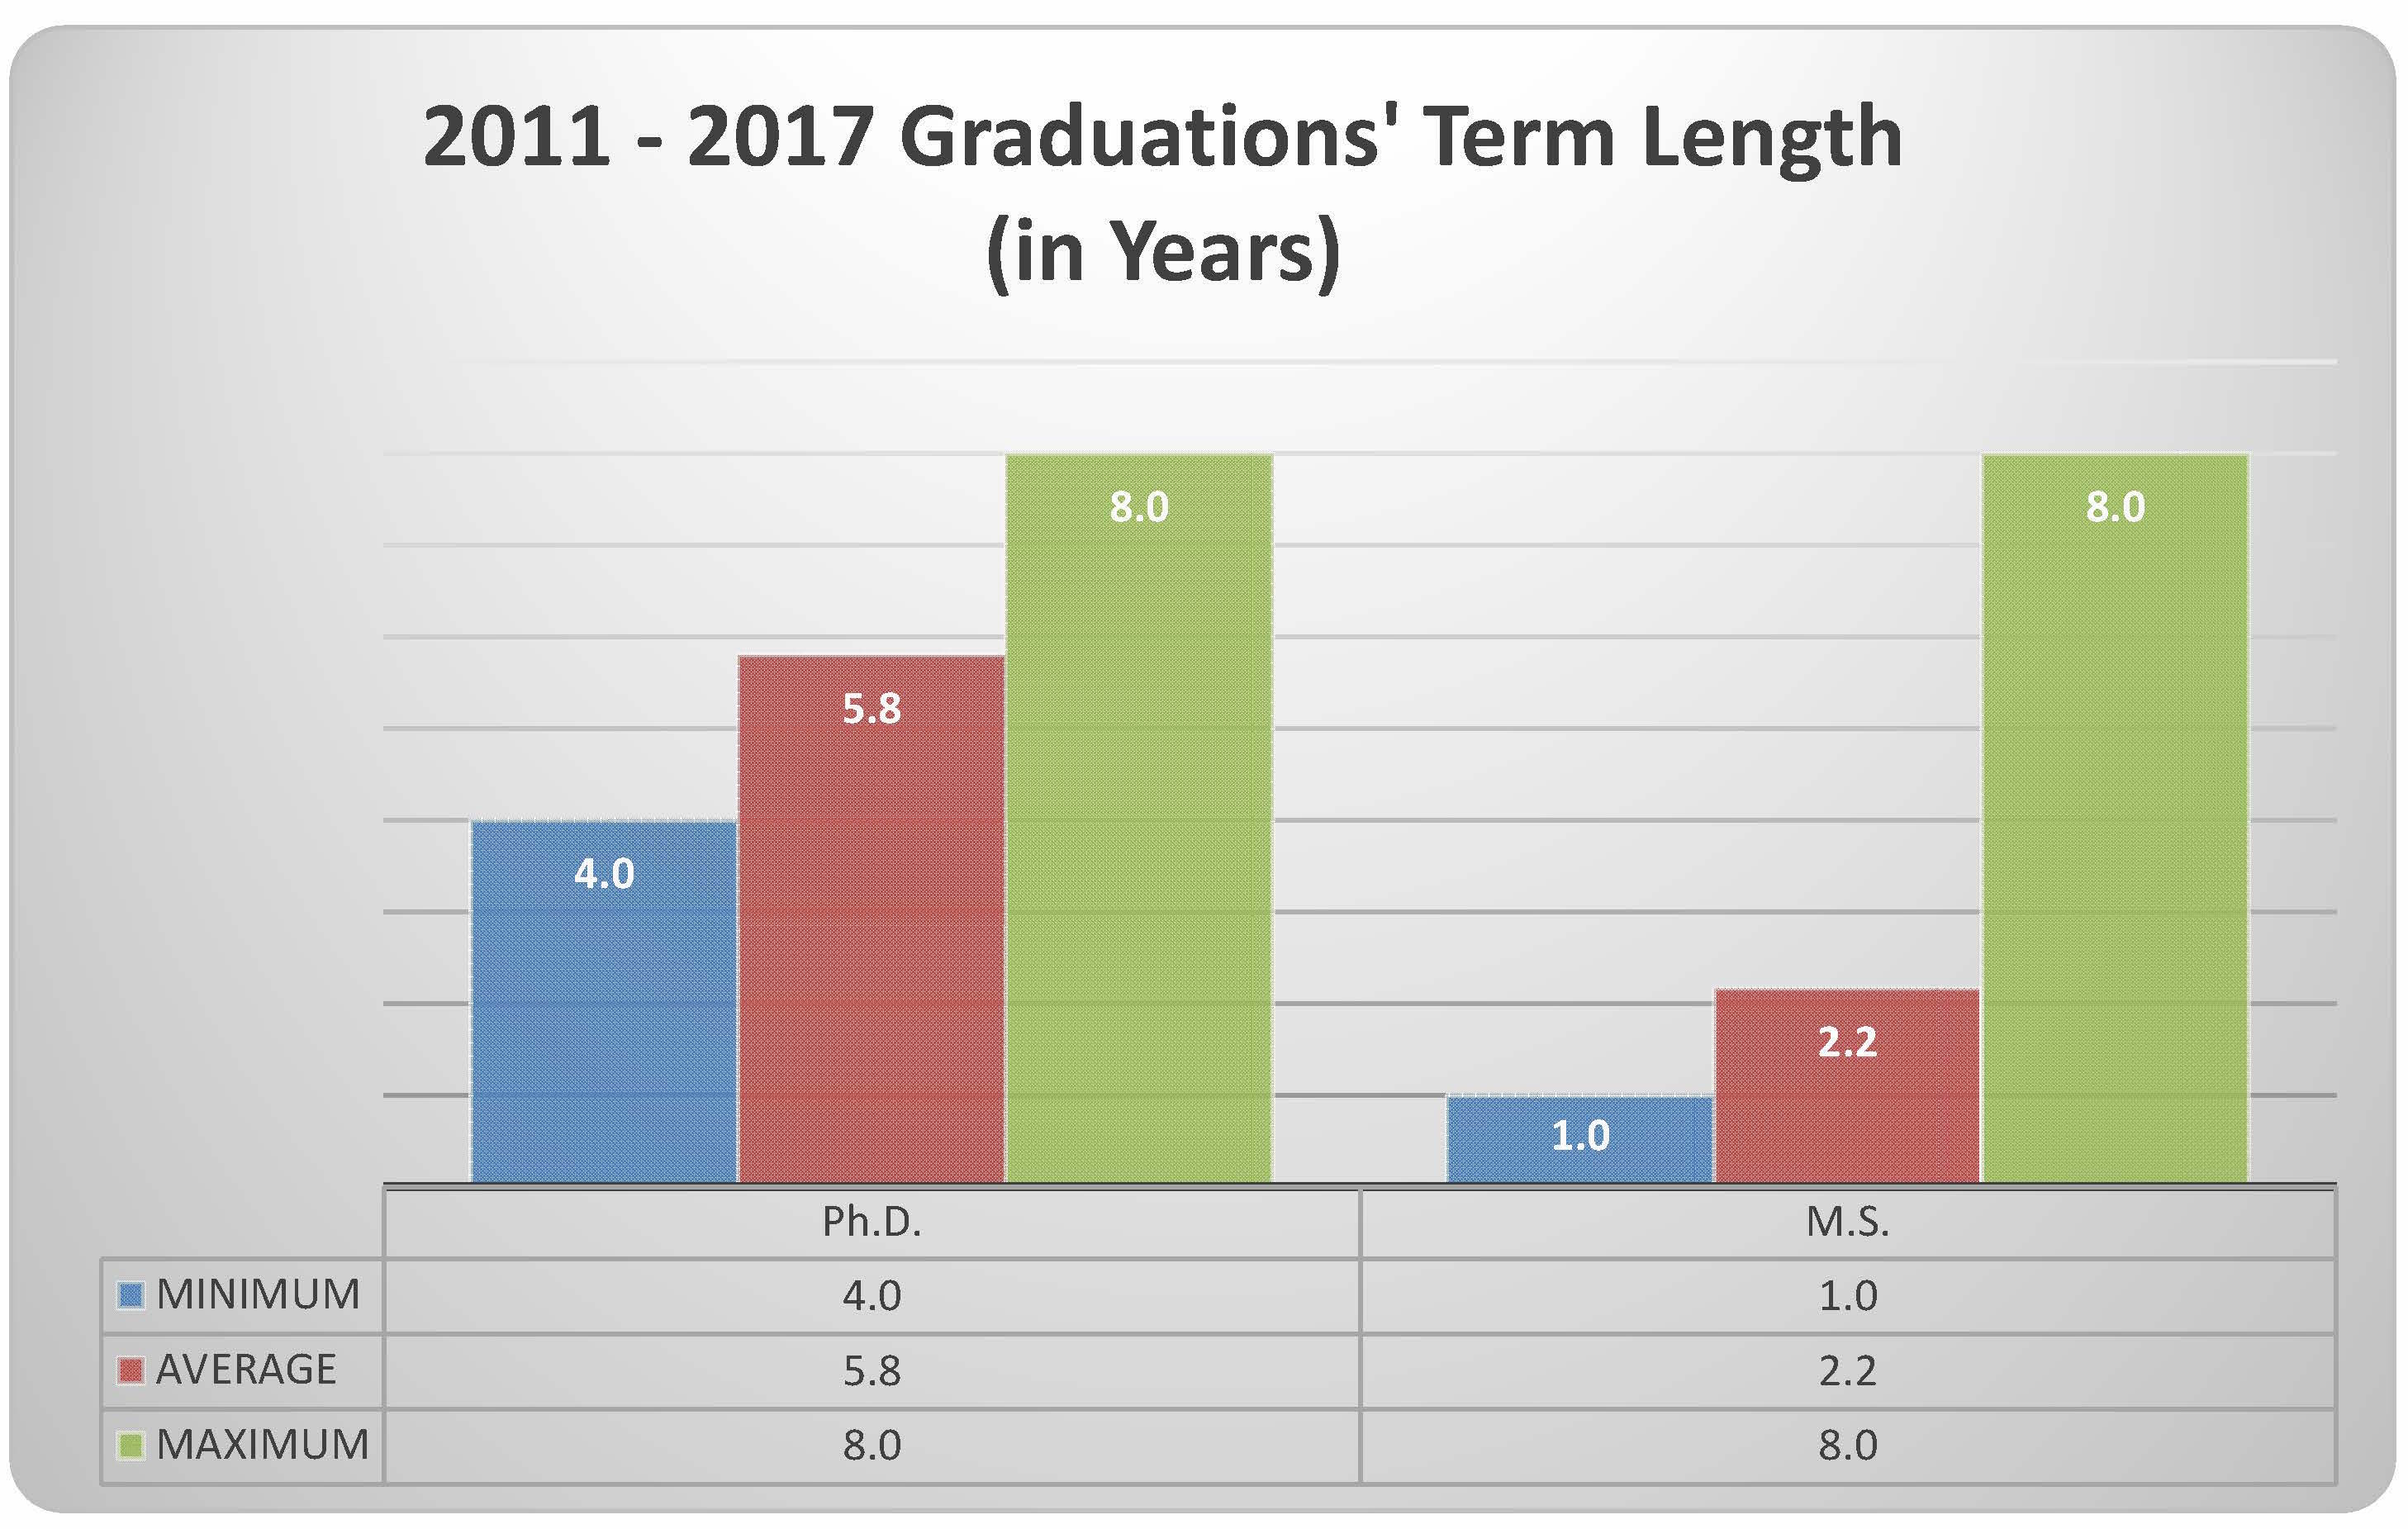 2011 - 2017 Graduations' Term Length
(in Years)
8.0
8.0
5.8
4.0
2.2
1.0
Ph.D. M.S.
MINIMUM 4.0 1.0
AVERAGE 5.8 2.2
MAXIMUM 8.0 8.0